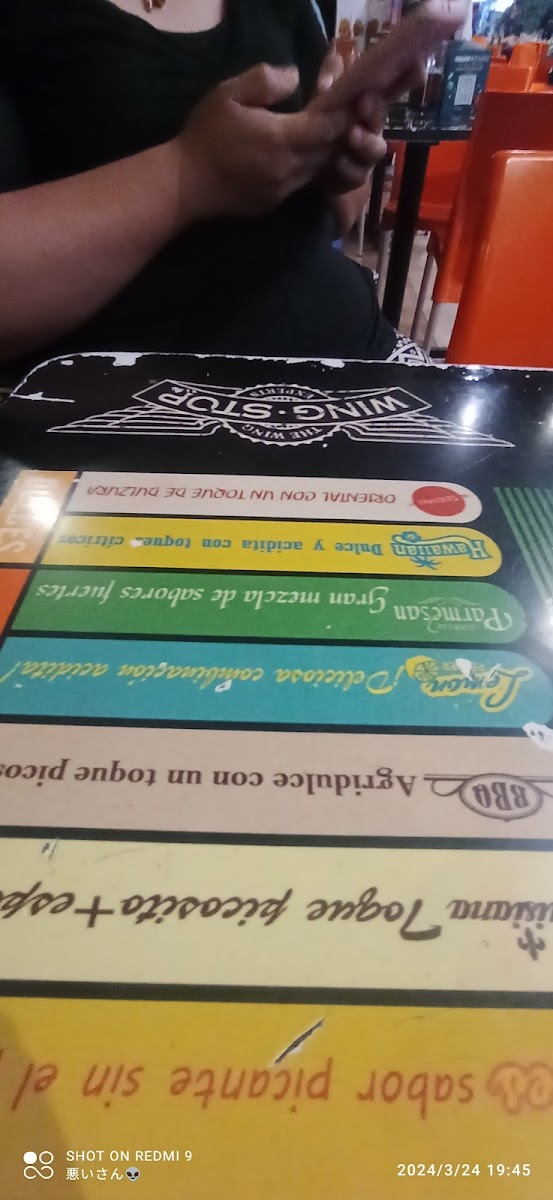 WING·STOP
THE WING
EXPERTS
ORIENTAL CON UN TOQUE DE DULZURA
Hawaiian Dulce y acidita con toques cítricos
Parmesan gran mezcla de sabores fuertes
Lemon ¡Deliciosa combinación acidita!
BBQ Agridulce con un toque
Toque picosito +
sabor picante sin el
SHOT ON REDMI 9
悪いさん👽
2024/3/24 19:45